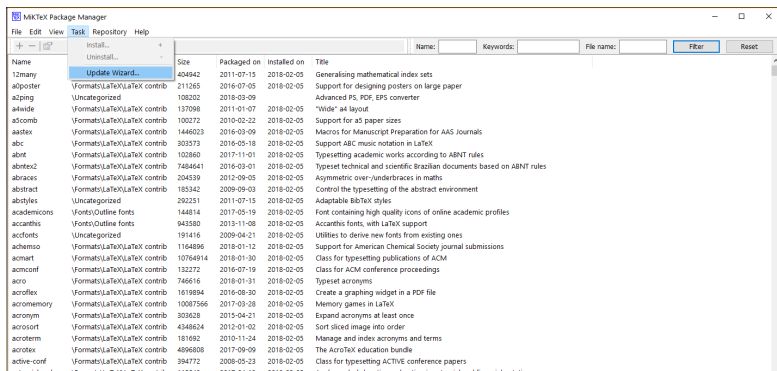 MiKTeX Package Manager
File Edit View Task Repository Help
Install... +
Uninstall... -
Update Wizard...
Name: Keywords: File name: Filter Reset
Name Size Packaged on Installed on Title
12many 404942 2011-07-15 2018-02-05 Generalising mathematical index sets
a0poster \Formats\LaTeX\LaTeX contrib 211265 2016-07-05 2018-02-05 Support for designing posters on large paper
a2ping \Uncategorized 108202 2018-03-09 Advanced PS, PDF, EPS converter
a4wide \Formats\LaTeX\LaTeX contrib 137098 2011-01-07 2018-02-05 "Wide" a4 layout
a5comb \Formats\LaTeX\LaTeX contrib 100272 2010-02-22 2018-02-05 Support for a5 paper sizes
aastex \Formats\LaTeX\LaTeX contrib 1446023 2016-03-09 2018-02-05 Macros for Manuscript Preparation for AAS Journals
abc \Formats\LaTeX\LaTeX contrib 303573 2016-05-18 2018-02-05 Support ABC music notation in LaTeX
abnt \Formats\LaTeX\LaTeX contrib 102860 2017-11-01 2018-02-05 Typesetting academic works according to ABNT rules
abntex2 \Formats\LaTeX\LaTeX contrib 7484641 2016-03-01 2018-02-05 Typeset technical and scientific Brazilian documents based on ABNT rules
abraces \Formats\LaTeX\LaTeX contrib 204539 2012-09-05 2018-02-05 Asymmetric over-/underbraces in maths
abstract \Formats\LaTeX\LaTeX contrib 185342 2009-09-03 2018-02-05 Control the typesetting of the abstract environment
abstyles \Uncategorized 292251 2011-07-15 2018-02-05 Adaptable BibTeX styles
academicons \Fonts\Outline fonts 144814 2017-05-19 2018-02-05 Font containing high quality icons of online academic profiles
accanthis \Fonts\Outline fonts 943580 2013-11-08 2018-02-05 Accanthis fonts, with LaTeX support
accfonts \Uncategorized 191416 2009-04-21 2018-02-05 Utilities to derive new fonts from existing ones
achemso \Formats\LaTeX\LaTeX contrib 1164896 2018-01-12 2018-02-05 Support for American Chemical Society journal submissions
acmart \Formats\LaTeX\LaTeX contrib 10764914 2018-01-30 2018-02-05 Class for typesetting publications of ACM
acmconf \Formats\LaTeX\LaTeX contrib 132272 2016-07-19 2018-02-05 Class for ACM conference proceedings
acro \Formats\LaTeX\LaTeX contrib 746616 2018-01-31 2018-02-05 Typeset acronyms
acroflex \Formats\LaTeX\LaTeX contrib 1619894 2016-08-30 2018-02-05 Create a graphing widget in a PDF file
acromemory \Formats\LaTeX\LaTeX contrib 10087566 2017-03-28 2018-02-05 Memory games in LaTeX
acronym \Formats\LaTeX\LaTeX contrib 303628 2015-04-21 2018-02-05 Expand acronyms at least once
acrosort \Formats\LaTeX\LaTeX contrib 4348624 2012-01-02 2018-02-05 Sort sliced image into order
acroterm \Formats\LaTeX\LaTeX contrib 181692 2010-11-24 2018-02-05 Manage and index acronyms and terms
acrotex \Formats\LaTeX\LaTeX contrib 4896808 2017-09-09 2018-02-05 The AcroTeX education bundle
active-conf \Formats\LaTeX\LaTeX contrib 394772 2008-05-23 2018-02-05 Class for typesetting ACTIVE conference papers